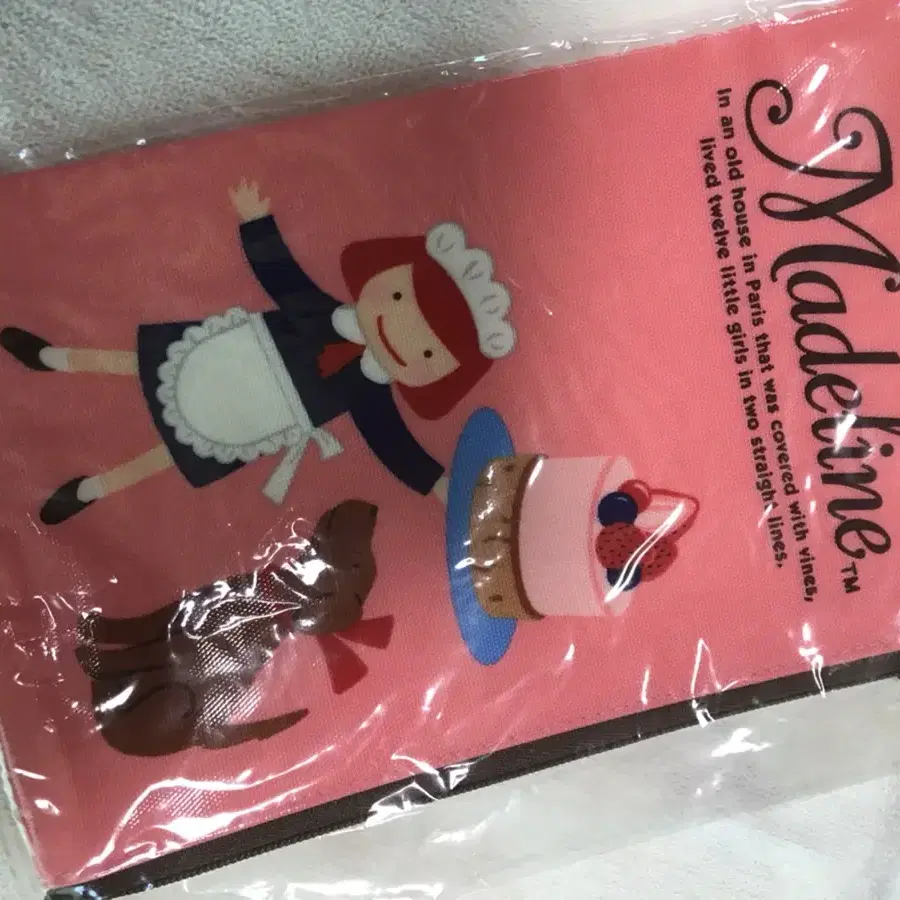 Madeline™
In an old house in Paris that was covered with vines,
lived twelve little girls in two straight lines.